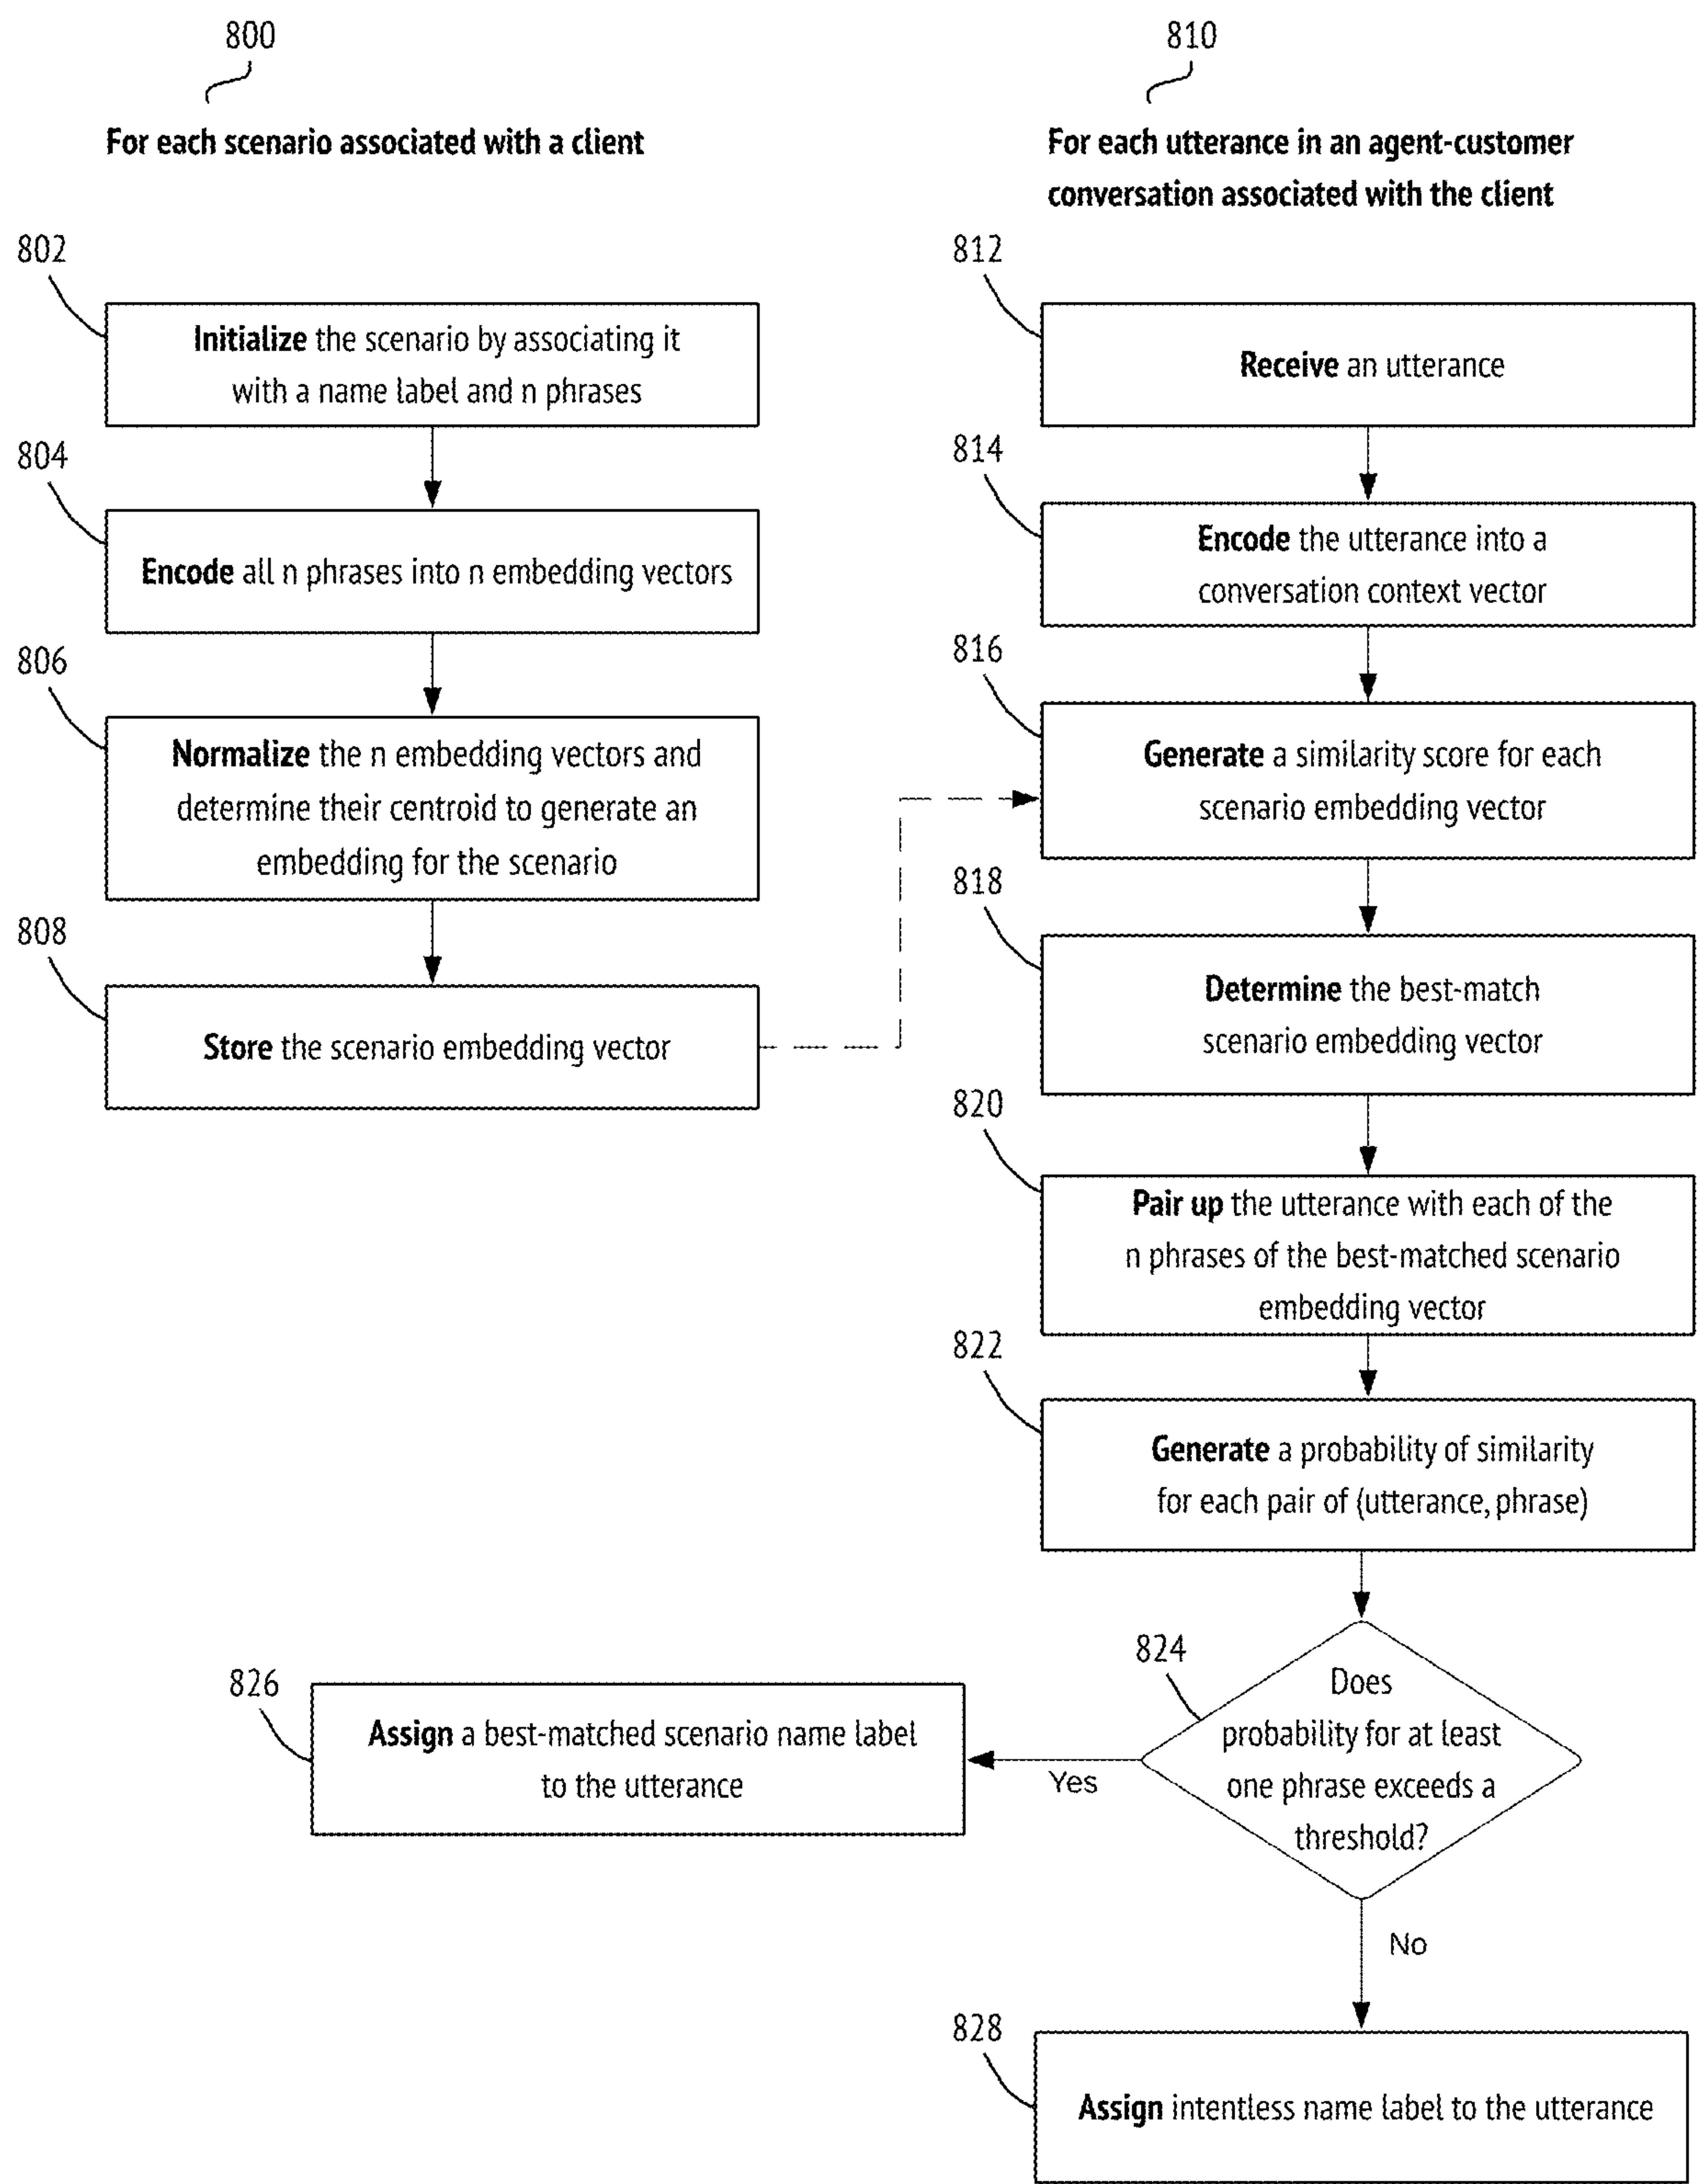 800
For each scenario associated with a client
802
Initialize the scenario by associating it
with a name label and n phrases
804
Encode all n phrases into n embedding vectors
806
Normalize the n embedding vectors and
determine their centroid to generate an
embedding for the scenario
808
Store the scenario embedding vector
810
For each utterance in an agent-customer
conversation associated with the client
812
Receive an utterance
814
Encode the utterance into a
conversation context vector
816
Generate a similarity score for each
scenario embedding vector
818
Determine the best-match
scenario embedding vector
820
Pair up the utterance with each of the
n phrases of the best-matched scenario
embedding vector
822
Generate a probability of similarity
for each pair of (utterance, phrase)
824
Does
probability for at least
one phrase exceeds a
threshold?
Yes
826
Assign a best-matched scenario name label
to the utterance
No
828
Assign intentless name label to the utterance